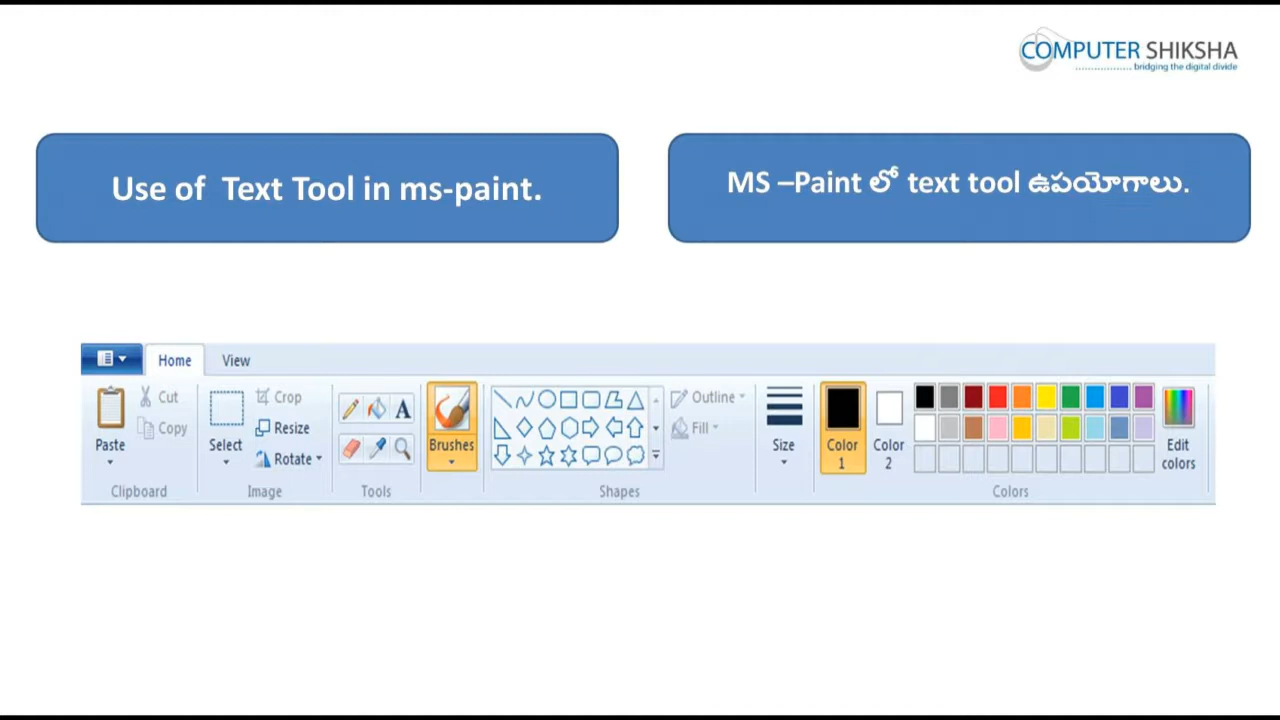 COMPUTER SHIKSHA
bridging the digital divide
Use of Text Tool in ms-paint.
MS –Paint లో text tool ఉపయోగాలు.
Home View
Paste
Cut
Copy
Clipboard
Select
Crop
Resize
Rotate
Image
A
Tools
Brushes
Outline
Fill
Shapes
Size
Color
1
Color
2
Edit
colors
Colors